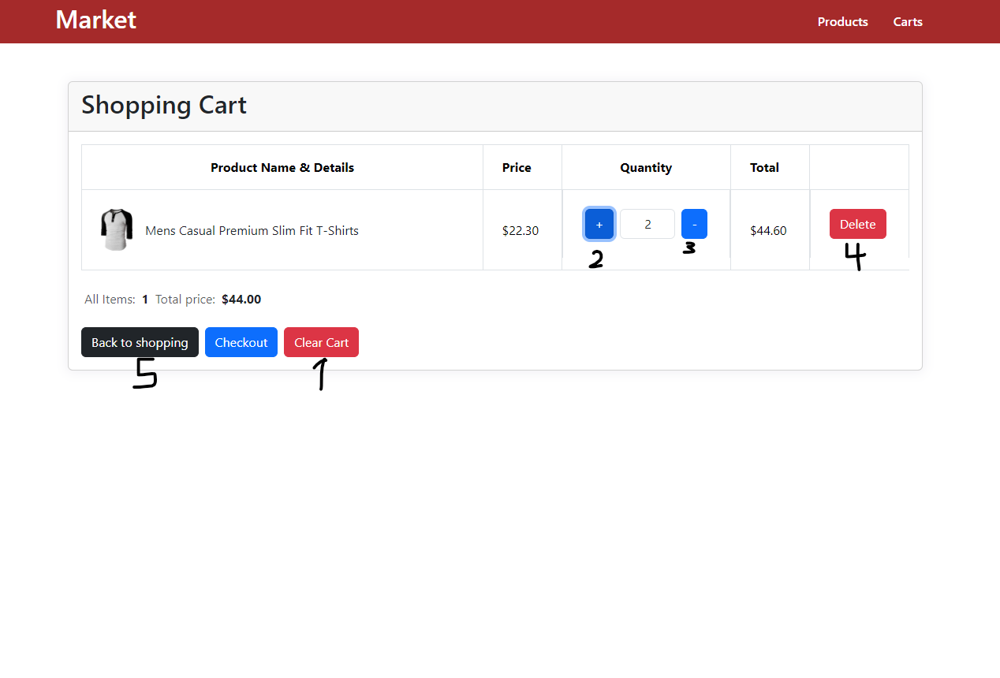 Market
Products Carts
Shopping Cart
Product Name & Details Price Quantity Total
Mens Casual Premium Slim Fit T-Shirts $22.30 + 2 - $44.60 Delete
2 3 4
All Items: 1 Total price: $44.00
Back to shopping Checkout Clear Cart
5 1